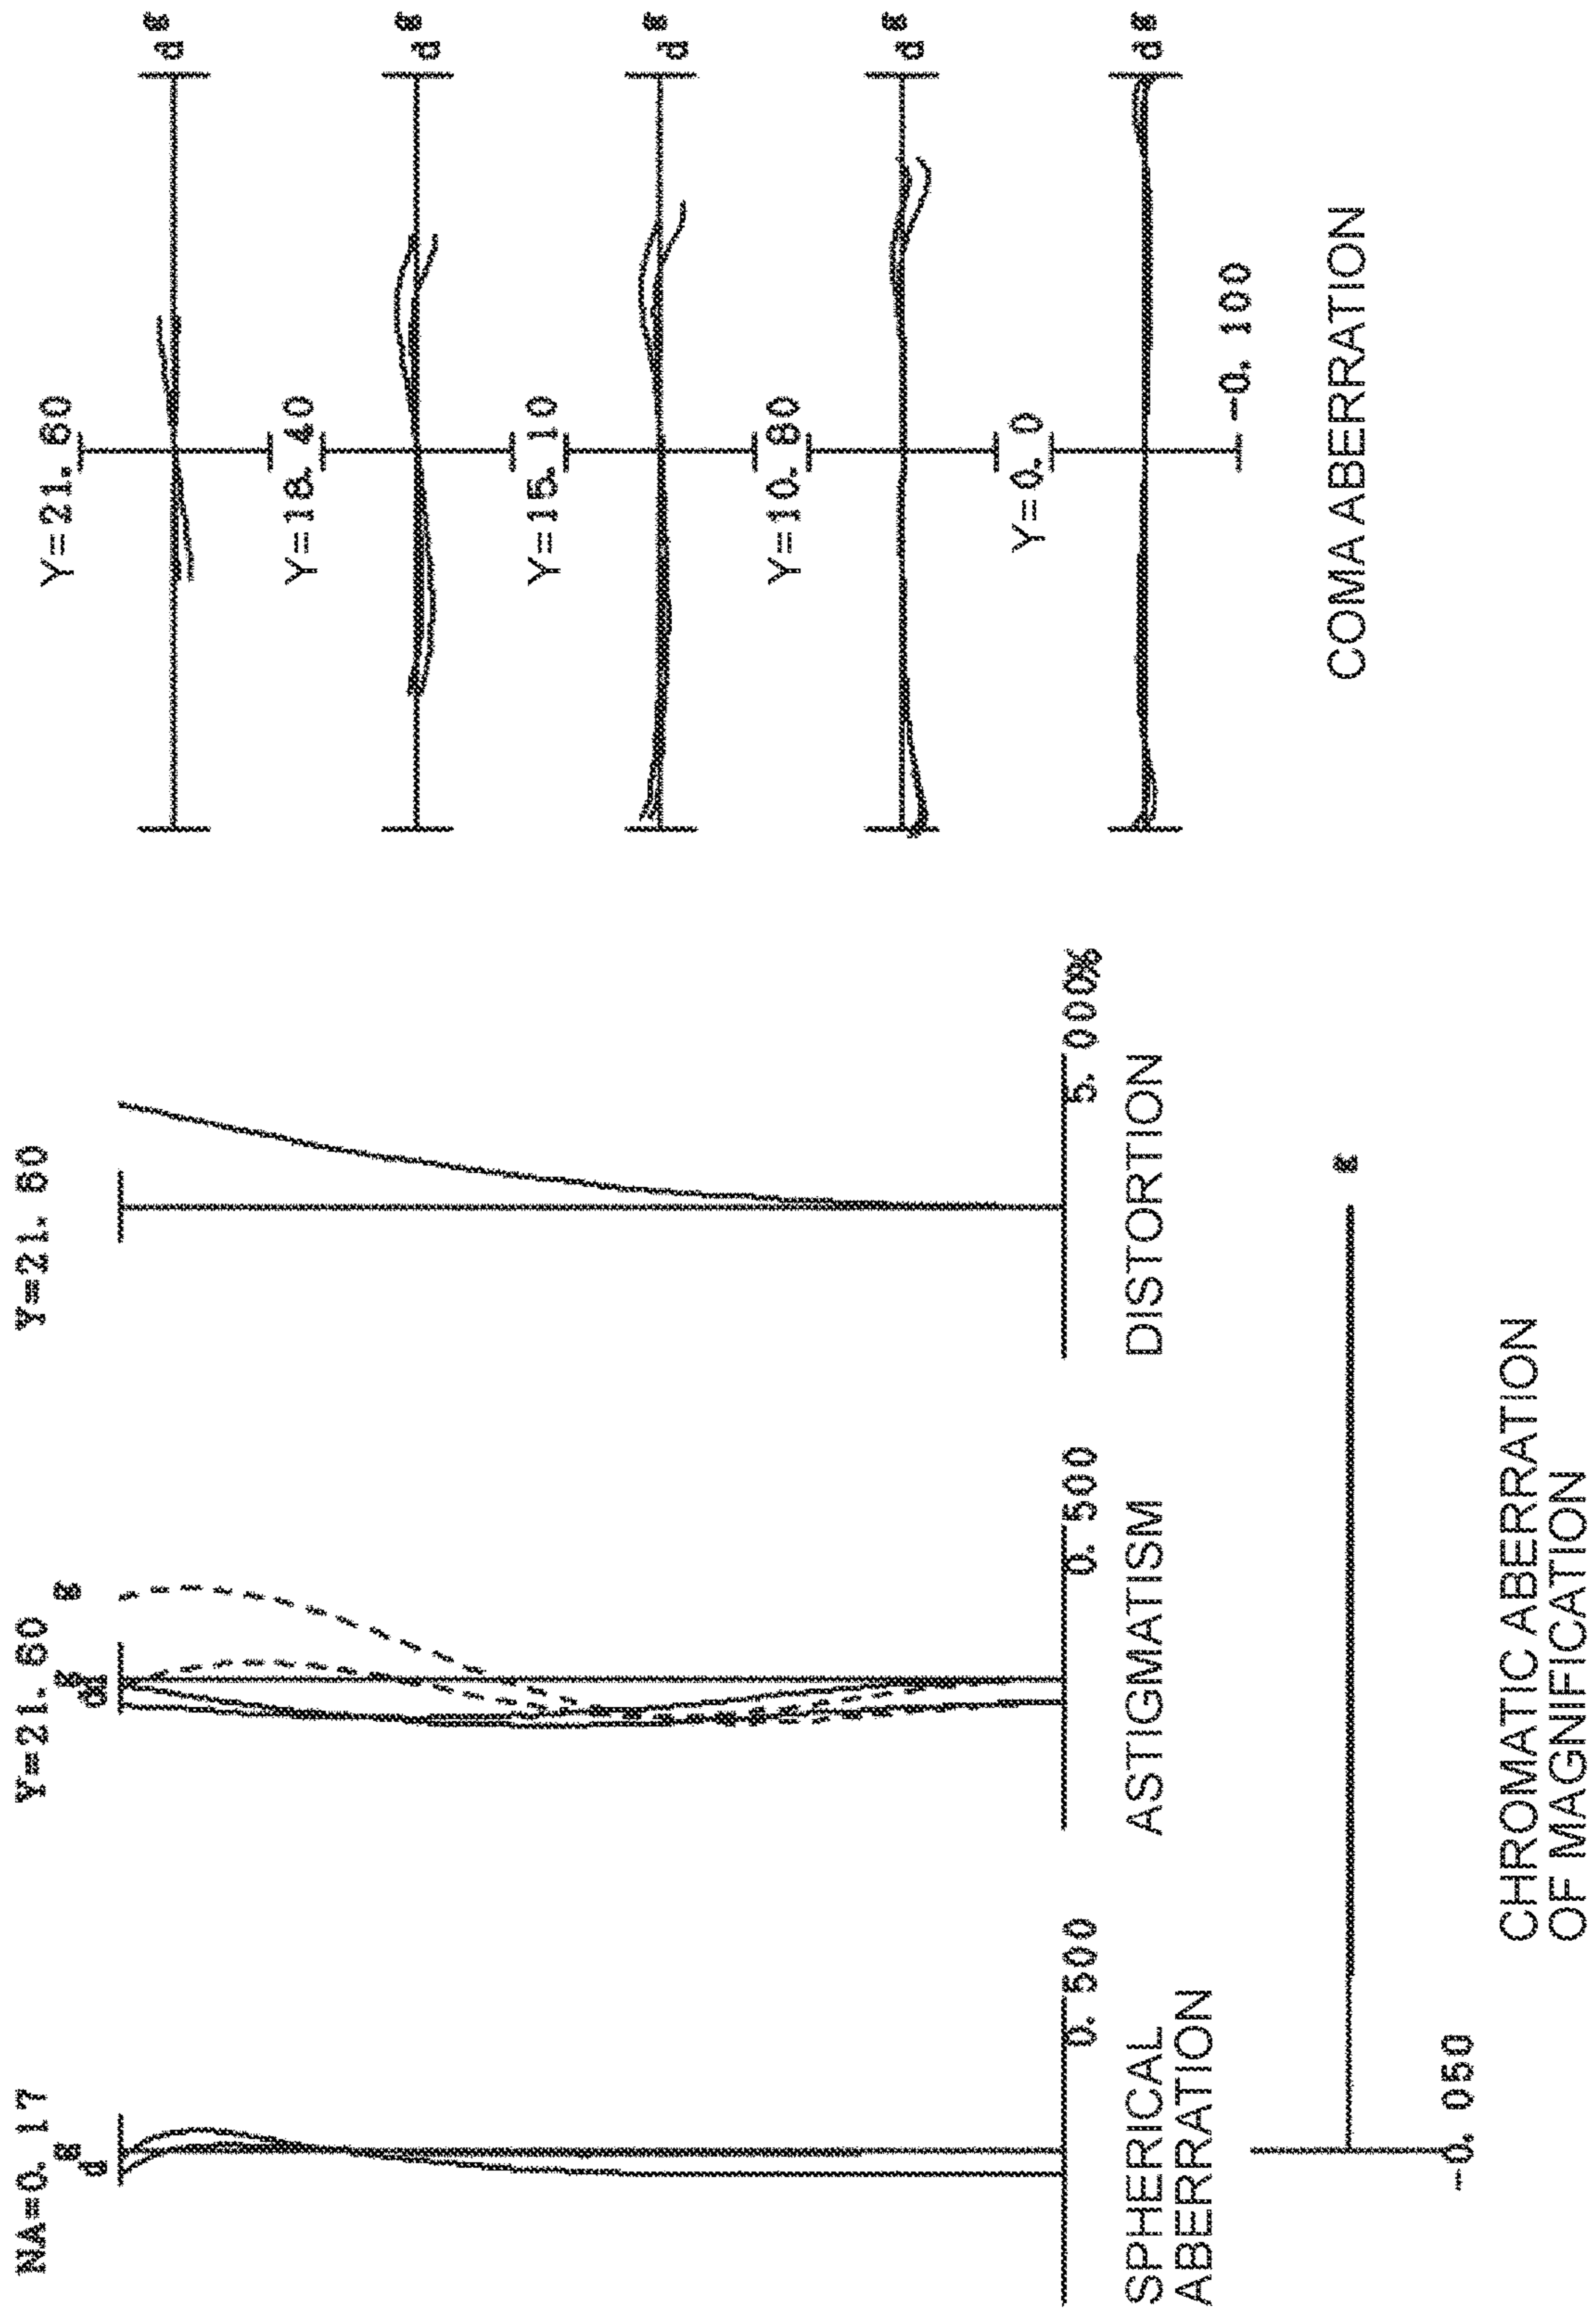 NA=0. 17
g
d
0. 500
SPHERICAL
ABERRATION
Y=21. 60
g
g
d
d
0. 500
ASTIGMATISM
Y=21. 60
5. 000%
DISTORTION
Y=21. 60
d g
Y=18. 40
d g
Y=15. 10
d g
Y=10. 80
d g
Y=0. 0
d g
-0. 100
COMA ABERRATION
g
-0. 050
CHROMATIC ABERRATION
OF MAGNIFICATION